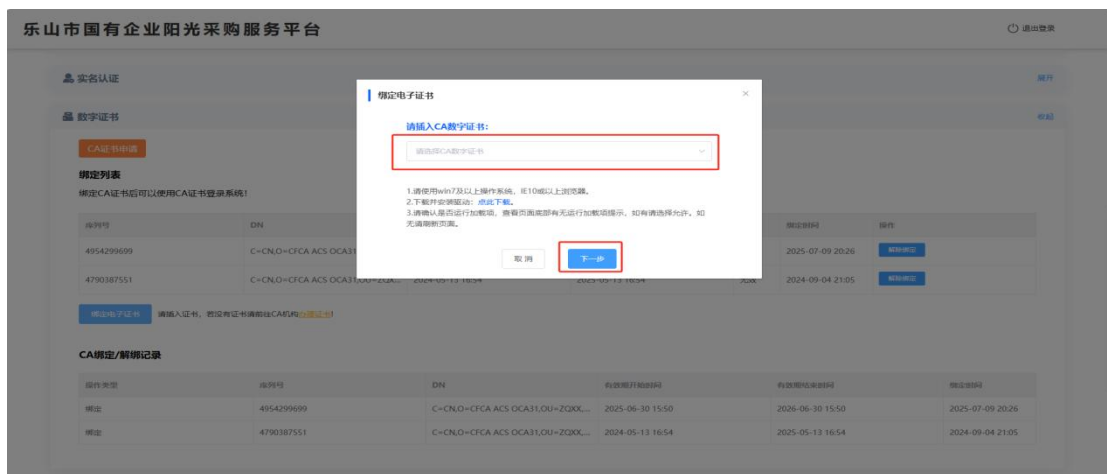 乐山市国有企业阳光采购服务平台
退出登录
实名认证
展开
数字证书
收起
CA证书申请
绑定列表
绑定CA证书后可以使用CA证书登录系统！
序列号 DN 绑定时间 操作
4954299699 C=CN,O=CFCA ACS OCA31 2025-07-09 20:26 解除绑定
4790387551 C=CN,O=CFCA ACS OCA31,OU=ZQXX, 2024-05-13 16:54 2025-05-13 16:54 无效 2024-09-04 21:05 解除绑定
绑定电子证书 请插入证书，若没有证书请前往CA机构办理证书！
绑定电子证书
请插入CA数字证书：
请选择CA数字证书
1.请使用win7及以上操作系统，IE10或以上浏览器。
2.下载并安装驱动：点此下载。
3.请确认是否运行加载项，查看页面底部有无运行加载项提示，如有请选择允许。如
无请刷新页面。
取消 下一步
CA绑定/解绑记录
操作类型 序列号 DN 有效期开始时间 有效期结束时间 绑定时间
绑定 4954299699 C=CN,O=CFCA ACS OCA31,OU=ZQXX,... 2025-06-30 15:50 2026-06-30 15:50 2025-07-09 20:26
绑定 4790387551 C=CN,O=CFCA ACS OCA31,OU=ZQXX,... 2024-05-13 16:54 2025-05-13 16:54 2024-09-04 21:05